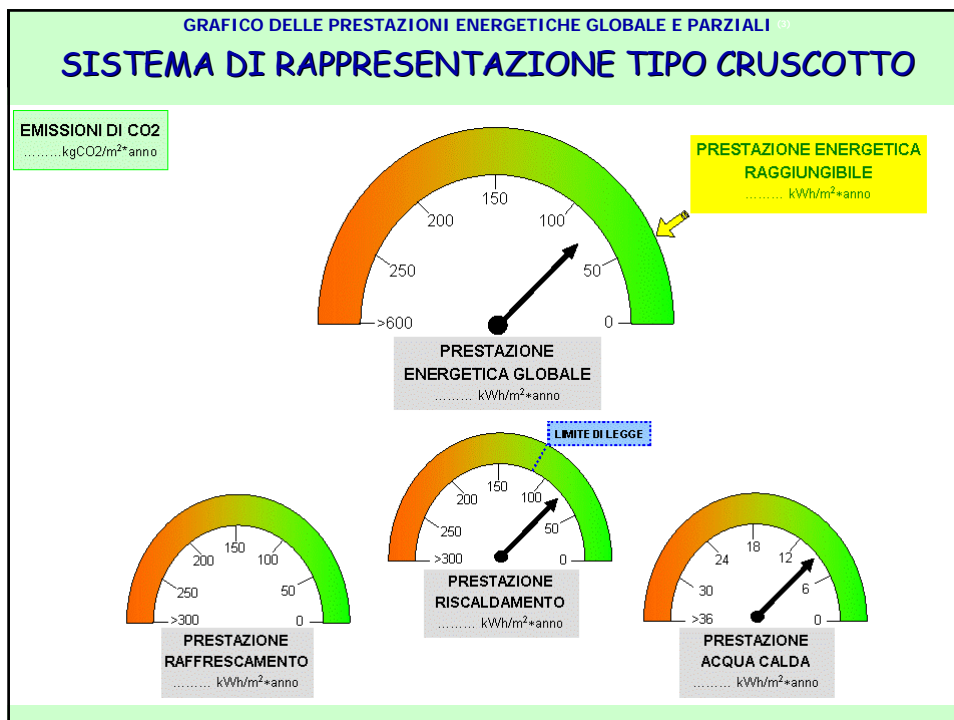 GRAFICO DELLE PRESTAZIONI ENERGETICHE GLOBALE E PARZIALI (3)
SISTEMA DI RAPPRESENTAZIONE TIPO CRUSCOTTO
EMISSIONI DI CO2
.........kgCO2/m²*anno
PRESTAZIONE ENERGETICA
RAGGIUNGIBILE
......... kWh/m²*anno
>600
250
200
150
100
50
0
PRESTAZIONE
ENERGETICA GLOBALE
......... kWh/m²*anno
LIMITE DI LEGGE
>300
250
200
150
100
50
0
PRESTAZIONE
RISCALDAMENTO
......... kWh/m²*anno
>300
250
200
150
100
50
0
PRESTAZIONE
RAFFRESCAMENTO
......... kWh/m²*anno
>36
30
24
18
12
6
0
PRESTAZIONE
ACQUA CALDA
......... kWh/m²*anno